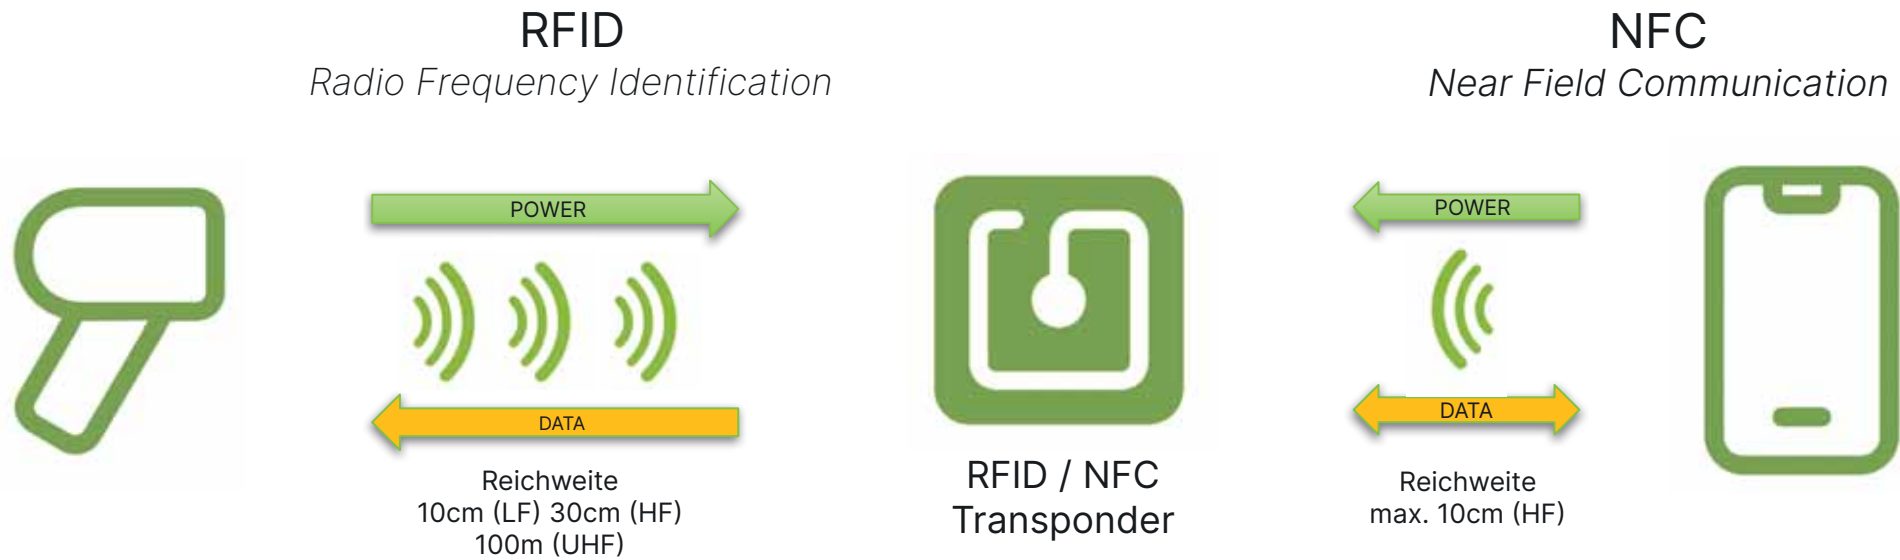 RFID
Radio Frequency Identification
POWER
DATA
Reichweite
10cm (LF) 30cm (HF)
100m (UHF)
RFID / NFC
Transponder
NFC
Near Field Communication
POWER
DATA
Reichweite
max. 10cm (HF)